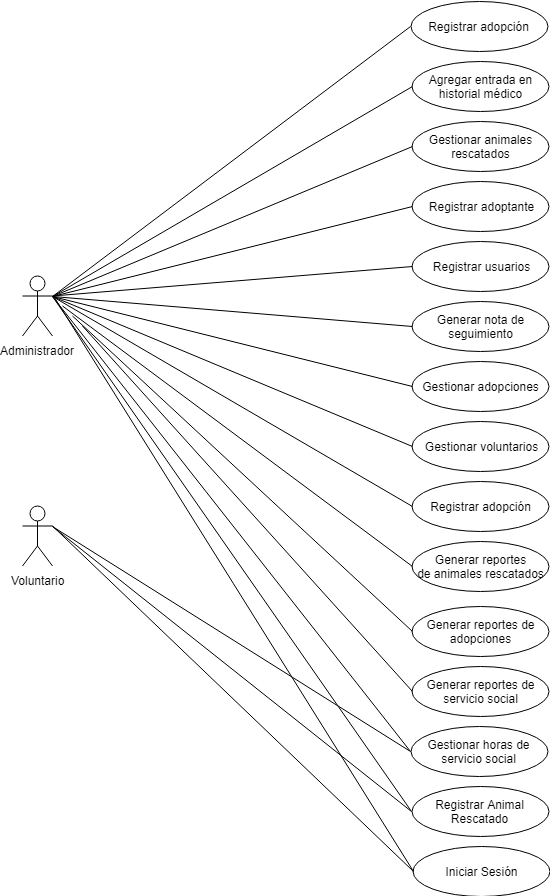 Registrar adopción
Agregar entrada en
historial médico
Gestionar animales
rescatados
Registrar adoptante
Registrar usuarios
Administrador
Generar nota de
seguimiento
Gestionar adopciones
Gestionar voluntarios
Registrar adopción
Voluntario
Generar reportes
de animales rescatados
Generar reportes de
adopciones
Generar reportes de
servicio social
Gestionar horas de
servicio social
Registrar Animal
Rescatado
Iniciar Sesión